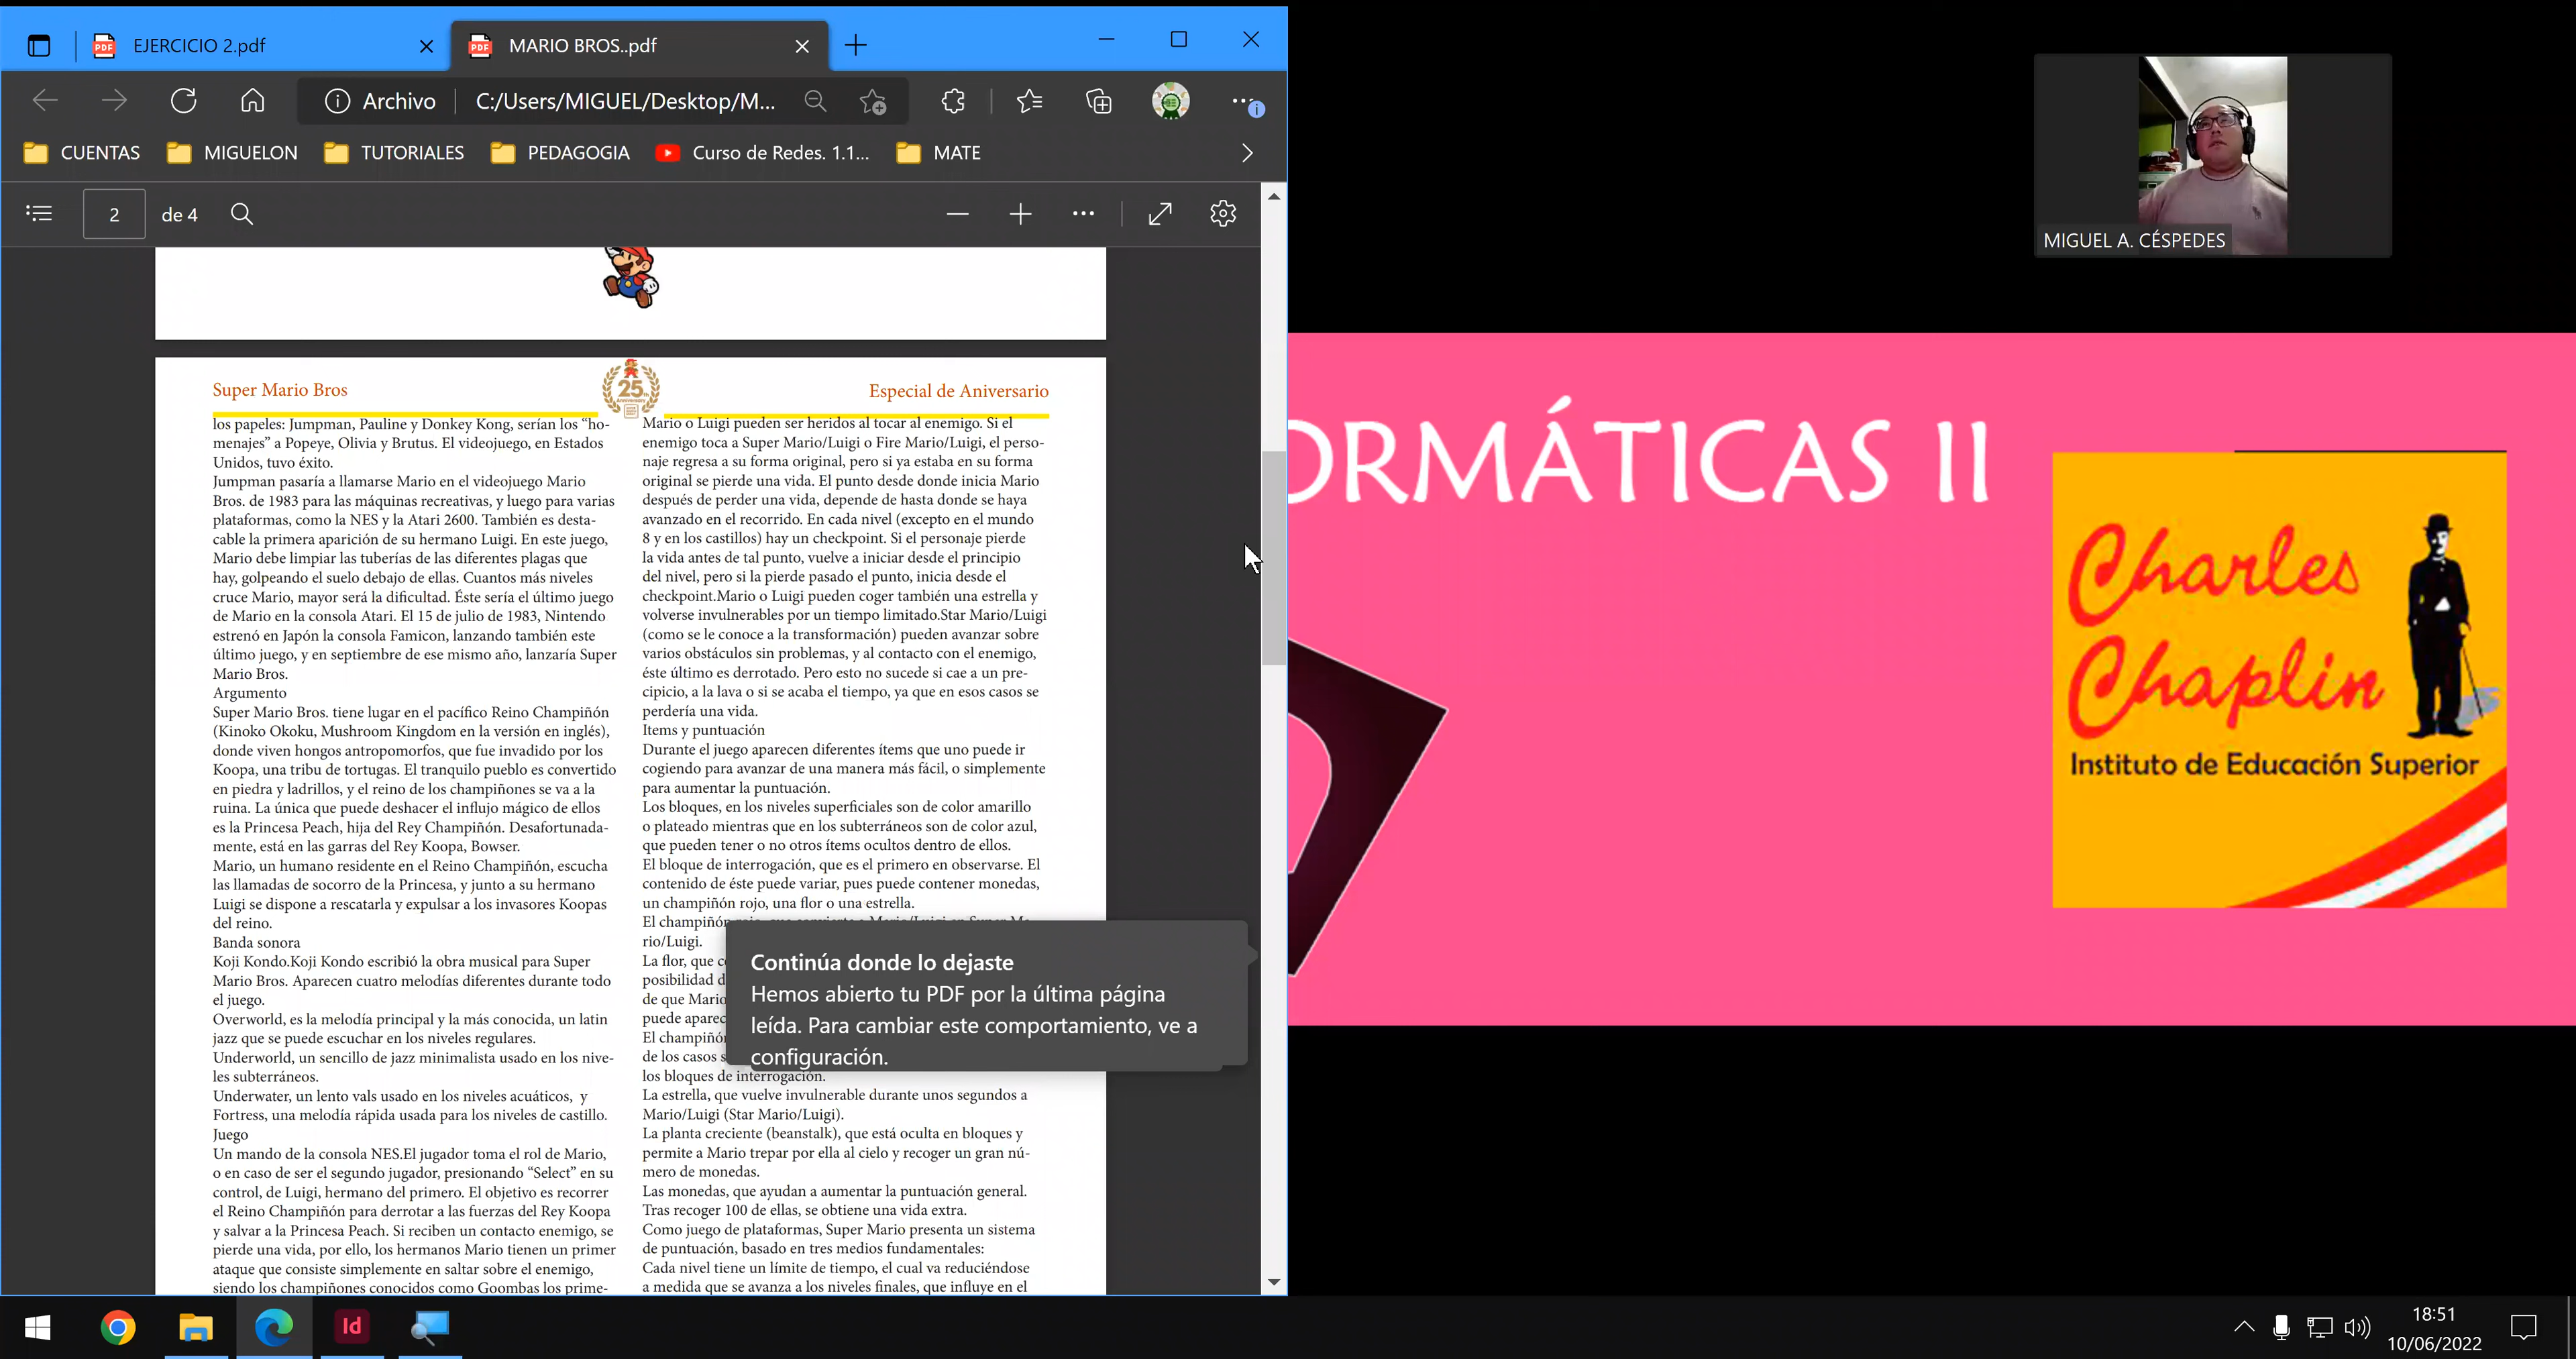 EJERCICIO 2.pdf
MARIO BROS..pdf
Archivo
C:/Users/MIGUEL/Desktop/M...
CUENTAS
MIGUELON
TUTORIALES
PEDAGOGIA
Curso de Redes. 1.1...
MATE
2
de 4
Super Mario Bros
25th
Anniversary
Especial de Aniversario
los papeles: Jumpman, Pauline y Donkey Kong, serían los “ho-
menajes” a Popeye, Olivia y Brutus. El videojuego, en Estados
Unidos, tuvo éxito.
Jumpman pasaría a llamarse Mario en el videojuego Mario
Bros. de 1983 para las máquinas recreativas, y luego para varias
plataformas, como la NES y la Atari 2600. También es desta-
cable la primera aparición de su hermano Luigi. En este juego,
Mario debe limpiar las tuberías de las diferentes plagas que
hay, golpeando el suelo debajo de ellas. Cuantos más niveles
cruce Mario, mayor será la dificultad. Éste sería el último juego
de Mario en la consola Atari. El 15 de julio de 1983, Nintendo
estrenó en Japón la consola Famicon, lanzando también este
último juego, y en septiembre de ese mismo año, lanzaría Super
Mario Bros.
Argumento
Super Mario Bros. tiene lugar en el pacífico Reino Champiñón
(Kinoko Okoku, Mushroom Kingdom en la versión en inglés),
donde viven hongos antropomorfos, que fue invadido por los
Koopa, una tribu de tortugas. El tranquilo pueblo es convertido
en piedra y ladrillos, y el reino de los champiñones se va a la
ruina. La única que puede deshacer el influjo mágico de ellos
es la Princesa Peach, hija del Rey Champiñón. Desafortunada-
mente, está en las garras del Rey Koopa, Bowser.
Mario, un humano residente en el Reino Champiñón, escucha
las llamadas de socorro de la Princesa, y junto a su hermano
Luigi se dispone a rescatarla y expulsar a los invasores Koopas
del reino.
Banda sonora
Koji Kondo.Koji Kondo escribió la obra musical para Super
Mario Bros. Aparecen cuatro melodías diferentes durante todo
el juego.
Overworld, es la melodía principal y la más conocida, un latin
jazz que se puede escuchar en los niveles regulares.
Underworld, un sencillo de jazz minimalista usado en los nive-
les subterráneos.
Underwater, un lento vals usado en los niveles acuáticos, y
Fortress, una melodía rápida usada para los niveles de castillo.
Juego
Un mando de la consola NES.El jugador toma el rol de Mario,
o en caso de ser el segundo jugador, presionando “Select” en su
control, de Luigi, hermano del primero. El objetivo es recorrer
el Reino Champiñón para derrotar a las fuerzas del Rey Koopa
y salvar a la Princesa Peach. Si reciben un contacto enemigo, se
pierde una vida, por ello, los hermanos Mario tienen un primer
ataque que consiste simplemente en saltar sobre el enemigo,
siendo los champiñones conocidos como Goombas los prime-
Mario o Luigi pueden ser heridos al tocar al enemigo. Si el
enemigo toca a Super Mario/Luigi o Fire Mario/Luigi, el perso-
naje regresa a su forma original, pero si ya estaba en su forma
original se pierde una vida. El punto desde donde inicia Mario
después de perder una vida, depende de hasta donde se haya
avanzado en el recorrido. En cada nivel (excepto en el mundo
8 y en los castillos) hay un checkpoint. Si el personaje pierde
la vida antes de tal punto, vuelve a iniciar desde el principio
del nivel, pero si la pierde pasado el punto, inicia desde el
checkpoint.Mario o Luigi pueden coger también una estrella y
volverse invulnerables por un tiempo limitado.Star Mario/Luigi
(como se le conoce a la transformación) pueden avanzar sobre
varios obstáculos sin problemas, y al contacto con el enemigo,
éste último es derrotado. Pero esto no sucede si cae a un pre-
cipicio, a la lava o si se acaba el tiempo, ya que en esos casos se
perdería una vida.
Items y puntuación
Durante el juego aparecen diferentes ítems que uno puede ir
cogiendo para avanzar de una manera más fácil, o simplemente
para aumentar la puntuación.
Los bloques, en los niveles superficiales son de color amarillo
o plateado mientras que en los subterráneos son de color azul,
que pueden tener o no otros ítems ocultos dentro de ellos.
El bloque de interrogación, que es el primero en observarse. El
contenido de éste puede variar, pues puede contener monedas,
un champiñón rojo, una flor o una estrella.
El champiñón rojo, que convierte a Mario/Luigi en Super Ma-
rio/Luigi.
La flor, que c
posibilidad d
de que Mario
puede aparec
El champiñón
de los casos s
los bloques de interrogación.
La estrella, que vuelve invulnerable durante unos segundos a
Mario/Luigi (Star Mario/Luigi).
La planta creciente (beanstalk), que está oculta en bloques y
permite a Mario trepar por ella al cielo y recoger un gran nú-
mero de monedas.
Las monedas, que ayudan a aumentar la puntuación general.
Tras recoger 100 de ellas, se obtiene una vida extra.
Como juego de plataformas, Super Mario presenta un sistema
de puntuación, basado en tres medios fundamentales:
Cada nivel tiene un límite de tiempo, el cual va reduciéndose
a medida que se avanza a los niveles finales, que influye en el
Continúa donde lo dejaste
Hemos abierto tu PDF por la última página
leída. Para cambiar este comportamiento, ve a
configuración.
MIGUEL A. CÉSPEDES
ORMÁTICAS II
Charles
Chaplin
Instituto de Educación Superior
Id
18:51
10/06/2022